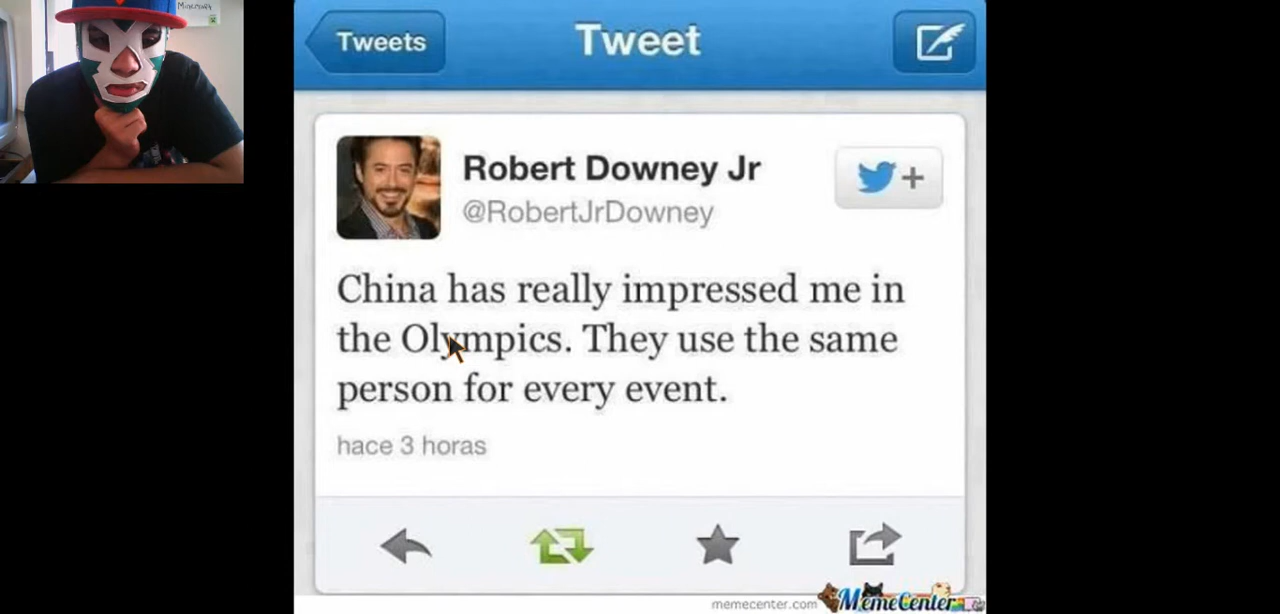 Tweets
Tweet
Robert Downey Jr
@RobertJrDowney
China has really impressed me in
the Olympics. They use the same
person for every event.
hace 3 horas
memecenter.com
MemeCenter